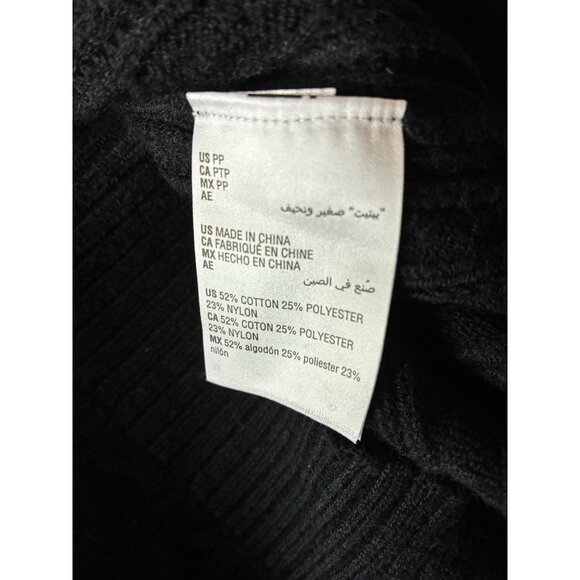 US PP
CA PTP
MX PP
AE
"بيتيت" صغير ونحيف
US MADE IN CHINA
CA FABRIQUÉ EN CHINE
MX HECHO EN CHINA
AE
صُنع في الصين
US 52% COTTON 25% POLYESTER
23% NYLON
CA 52% COTON 25% POLYESTER
23% NYLON
MX 52% algodón 25% poliester 23%
nilón